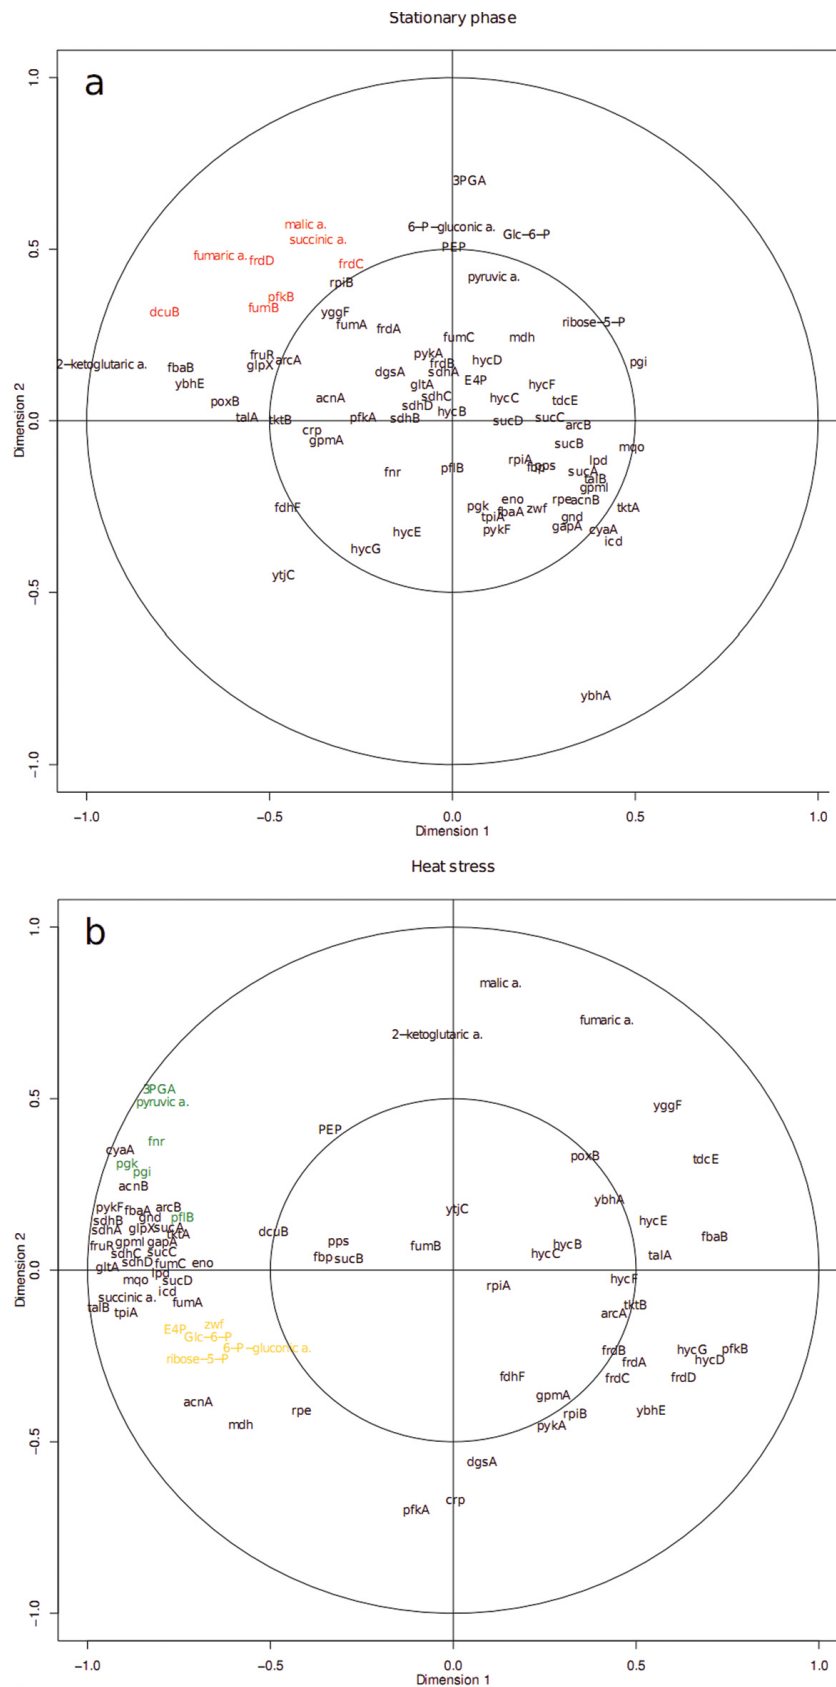 Stationary phase
a
1.0
3PGA
malic a.
6−P−gluconic a.
Glc−6−P
succinic a.
PEP
0.5
fumaric a.
frdD
frdC
pyruvic a.
rpiB
pfkB
fumB
dcuB
yggF
fumA
frdA
ribose−5−P
fumC
mdh
fruR
arcA
pykA
frdB
hycD
pgi
2−ketoglutaric a.
glpX
fbaB
dgsA
sdhA
E4P
ybhE
gltA
hycF
poxB
acnA
sdhC
hycC
tdcE
sdhD
hycB
talA
tktB
pfkA
sdhB
sucD
sucC
0.0
arcB
crp
gpmA
sucB
mqo
fnr
pflB
rpiA
fbp
pps
lpd
sucA
talB
gpmI
eno
rpe
acnB
fdhF
pgk
fbaA
zwf
tktA
tpiA
gnd
hycE
pykF
gapA
cyaA
icd
hycG
ytjC
−0.5
ybhA
−1.0
Dimension 2
−1.0
−0.5
0.0
0.5
1.0
Dimension 1
Heat stress
b
1.0
malic a.
fumaric a.
2−ketoglutaric a.
3PGA
pyruvic a.
0.5
yggF
PEP
fnr
cyaA
poxB
tdcE
pgk
pgi
acnB
ybhA
pykF
fbaA
arcB
ytjC
sdhB
gnd
pflB
hycE
sdhA
glpX
sucA
tktA
dcuB
fbaB
fruR
gpmI
gapA
pps
fumB
hycB
sdhC
sucC
fbp
sucB
hycC
talA
gltA
sdhD
fumC
eno
0.0
lpd
mqo
sucD
hycF
icd
rpiA
succinic a.
fumA
talB
tpiA
tktB
arcA
E4P
zwf
Glc−6−P
6−P−gluconic a.
frdB
hycG
pfkB
ribose−5−P
frdA
hycD
fdhF
frdC
frdD
acnA
gpmA
rpe
rpiB
ybhE
mdh
pykA
−0.5
dgsA
crp
pfkA
−1.0
Dimension 2
−1.0
−0.5
0.0
0.5
1.0
Dimension 1